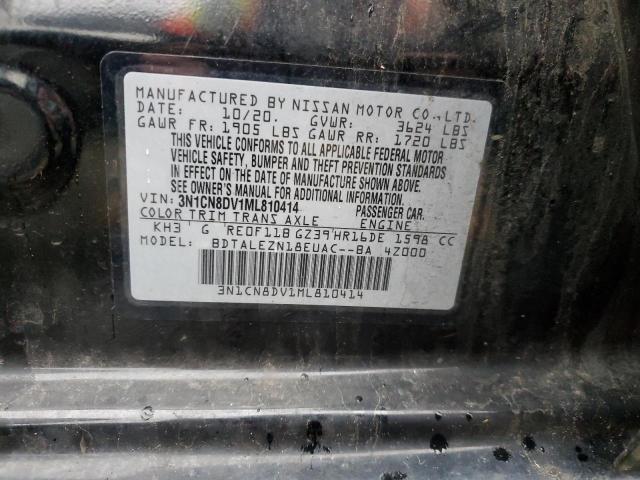 MANUFACTURED BY NISSAN MOTOR CO.,LTD.
DATE: 10/20. GVWR: 3624 LBS
GAWR FR: 1905 LBS GAWR RR: 1720 LBS
THIS VEHICLE CONFORMS TO ALL APPLICABLE FEDERAL MOTOR
VEHICLE SAFETY, BUMPER AND THEFT PREVENTION STANDARDS
IN EFFECT ON THE DATE OF MANUFACTURE SHOWN ABOVE.
SEE OWNER'S MANUAL FOR ADDITIONAL INFORMATION.
VIN: 3N1CN8DV1ML810414 PASSENGER CAR.
COLOR TRIM TRANS AXLE ENGINE
KH3 G RE0F11B GZ39 HR16DE 1598 CC
MODEL: BDTALEZN18EUAC--BA 4Z000
3N1CN8DV1ML810414